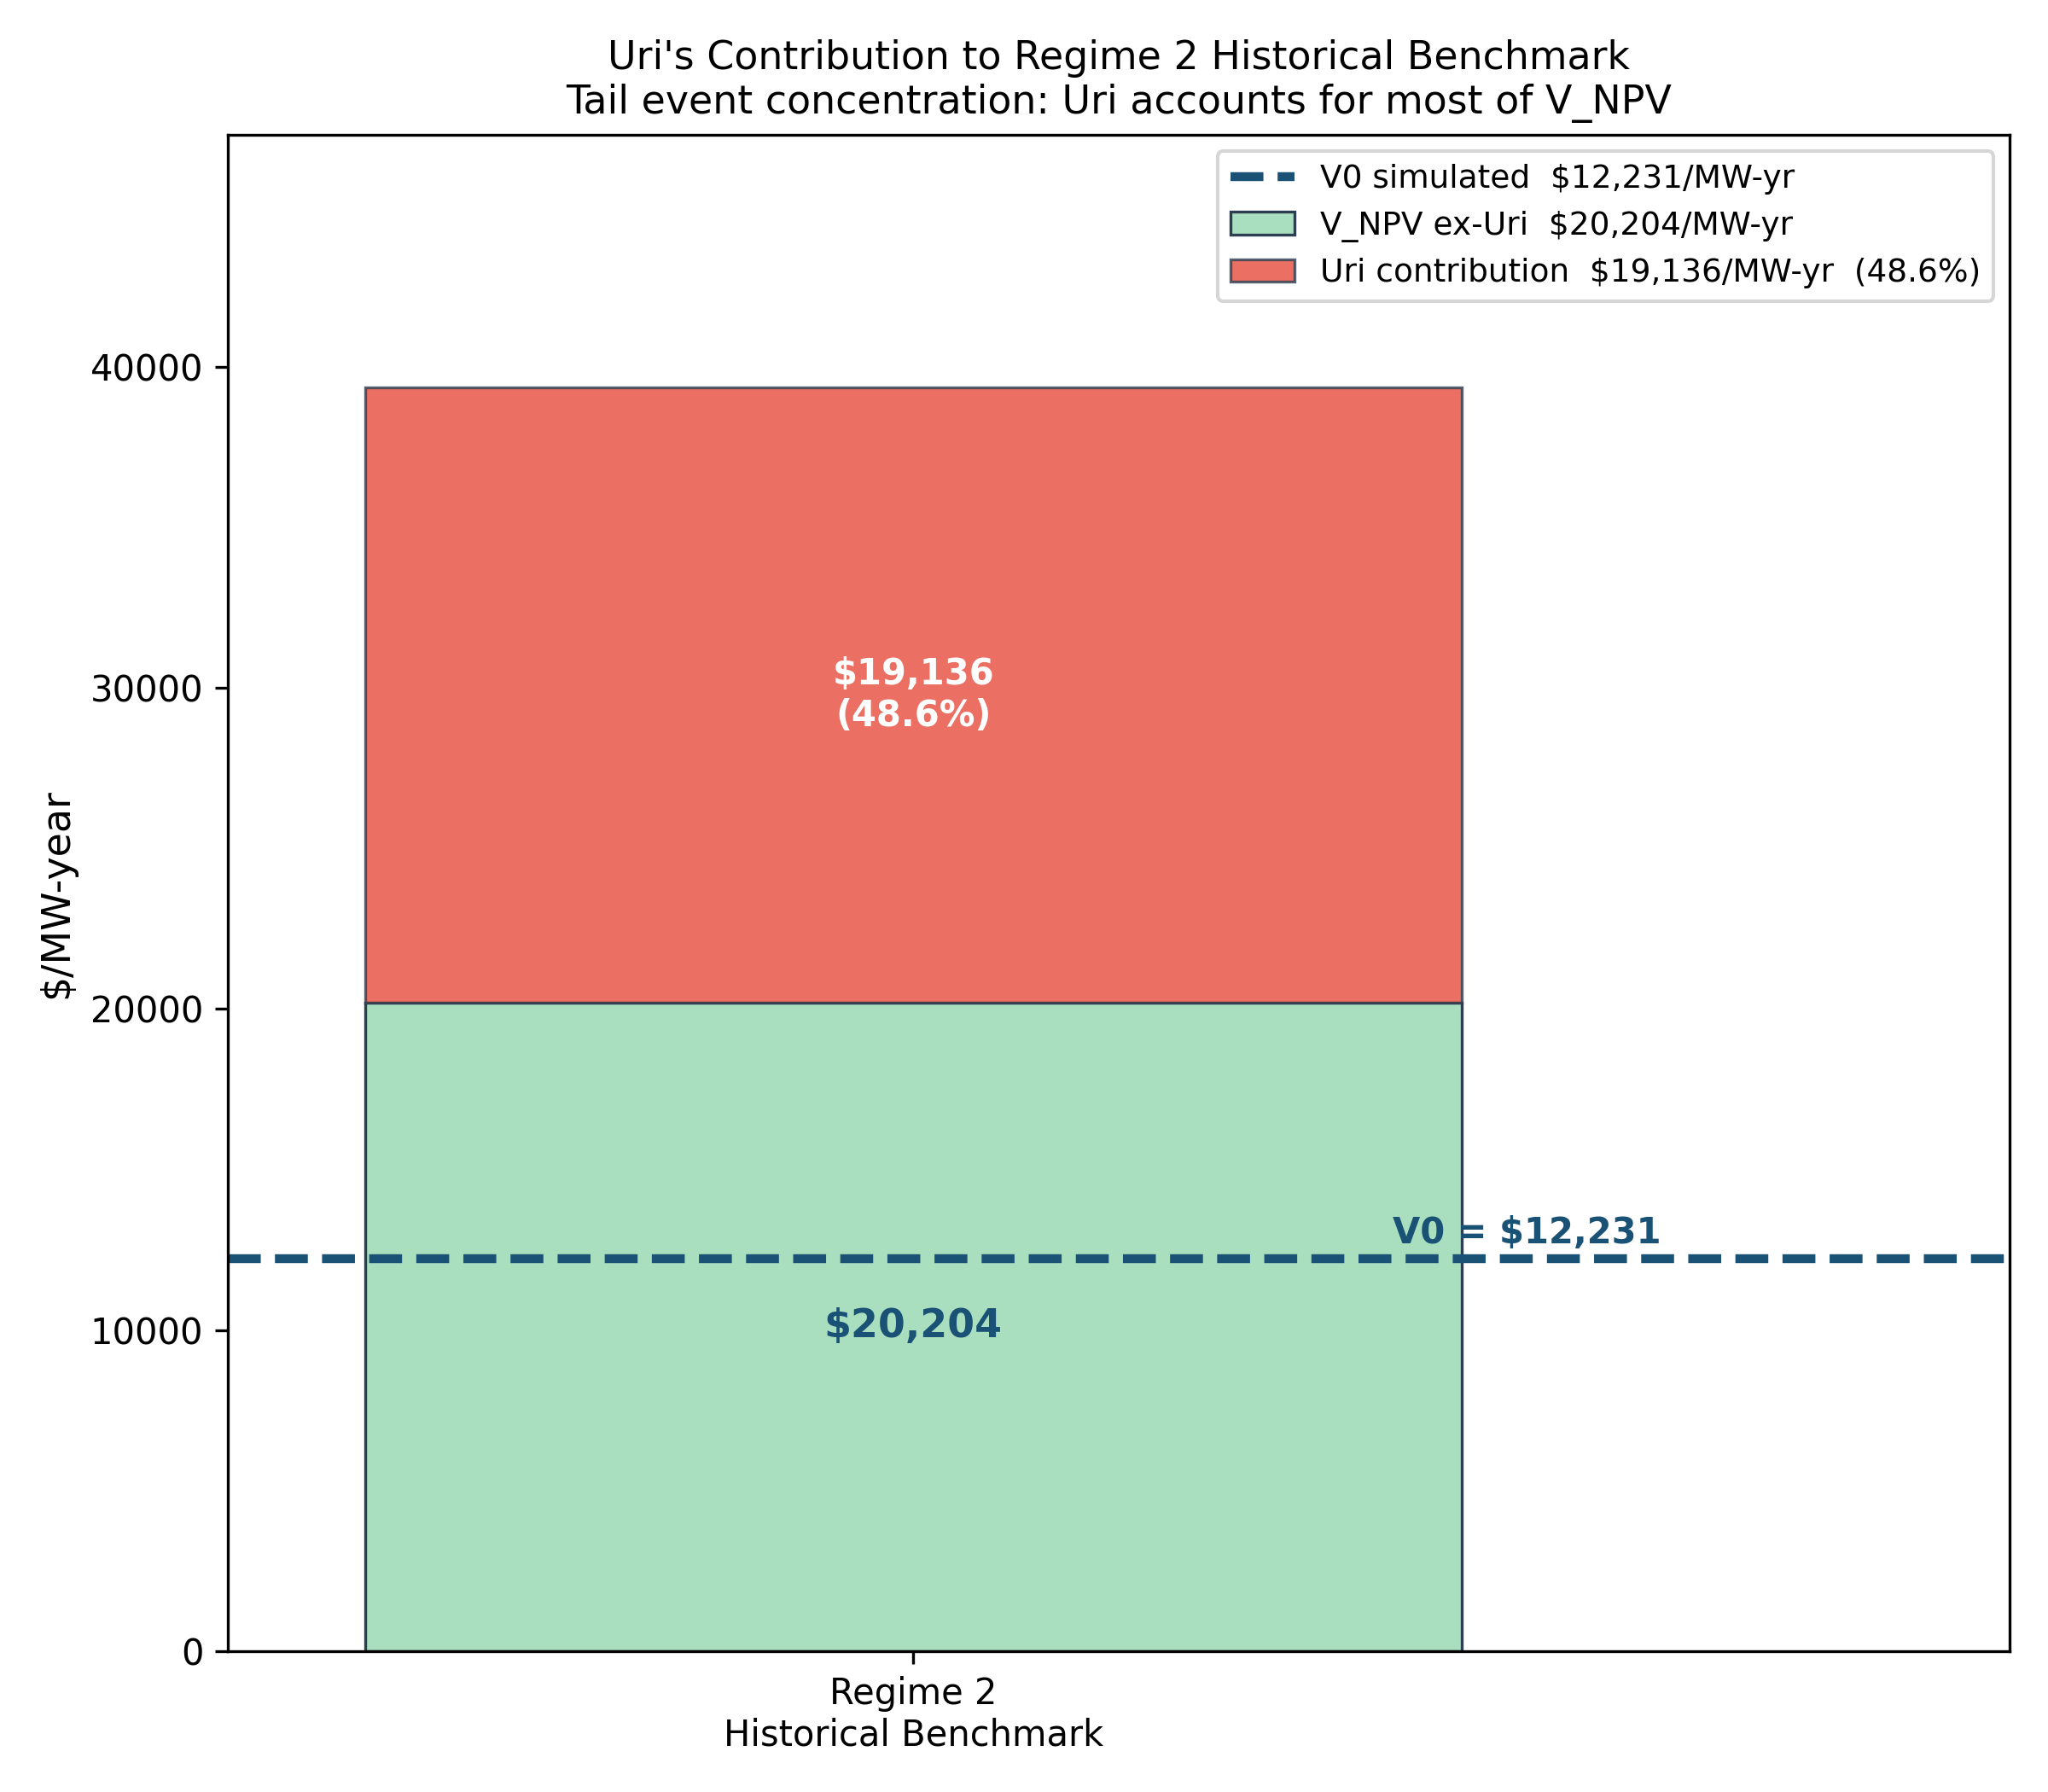 Uri's Contribution to Regime 2 Historical Benchmark
Tail event concentration: Uri accounts for most of V_NPV
V0 simulated  $12,231/MW-yr
V_NPV ex-Uri  $20,204/MW-yr
Uri contribution  $19,136/MW-yr  (48.6%)
$/MW-year
40000
30000
20000
10000
0
$19,136
(48.6%)
V0 = $12,231
$20,204
Regime 2
Historical Benchmark